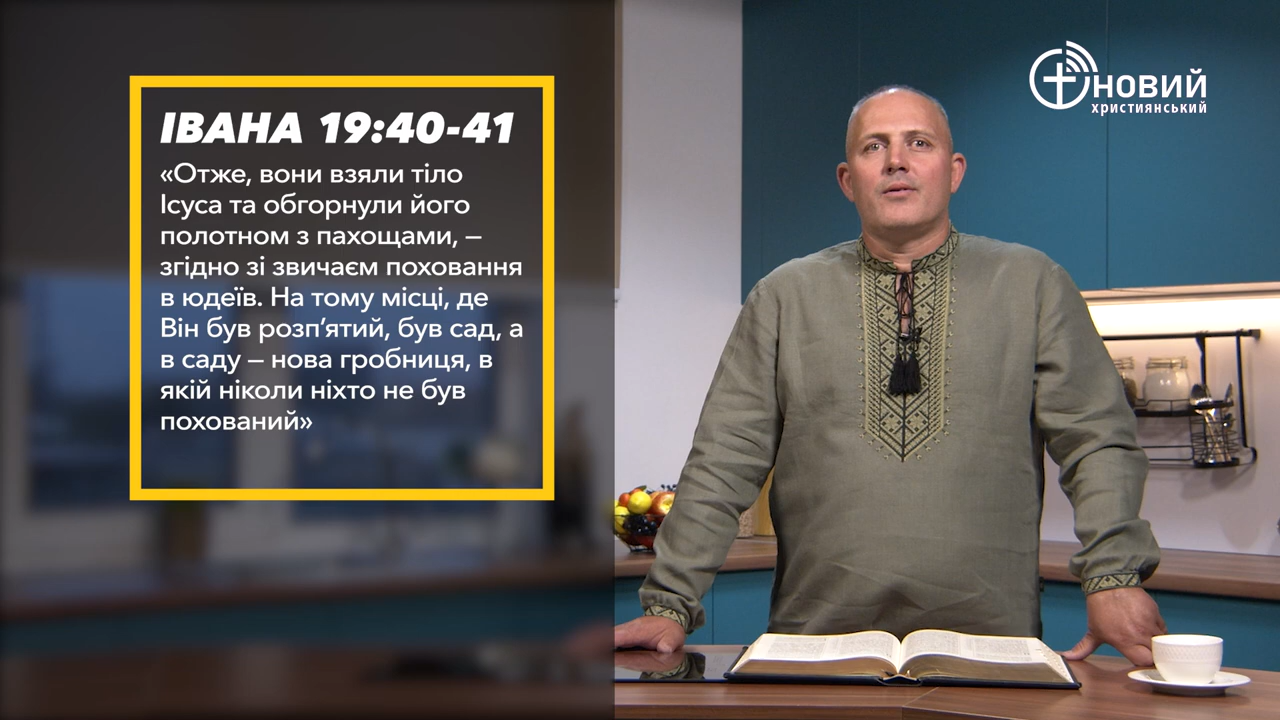 ІВАНА 19:40-41
«Отже, вони взяли тіло
Ісуса та обгорнули його
полотном з пахощами, —
згідно зі звичаєм поховання
в юдеїв. На тому місці, де
Він був розп‘ятий, був сад, а
в саду — нова гробниця, в
якій ніколи ніхто не був
похований»
НОВИЙ
християнський